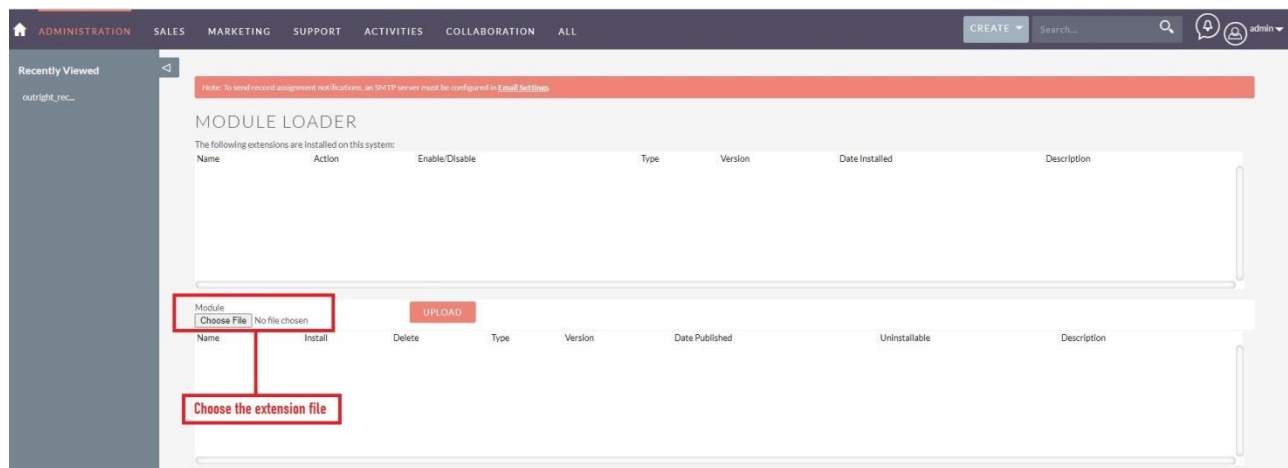 ADMINISTRATION SALES MARKETING SUPPORT ACTIVITIES COLLABORATION ALL CREATE Search... admin
Recently Viewed
outright_rec...
Note: To send record assignment notifications, an SMTP server must be configured in Email Settings
MODULE LOADER
The following extensions are installed on this system:
Name Action Enable/Disable Type Version Date Installed Description
Module
Choose File No file chosen UPLOAD
Name Install Delete Type Version Date Published Uninstallable Description
Choose the extension file